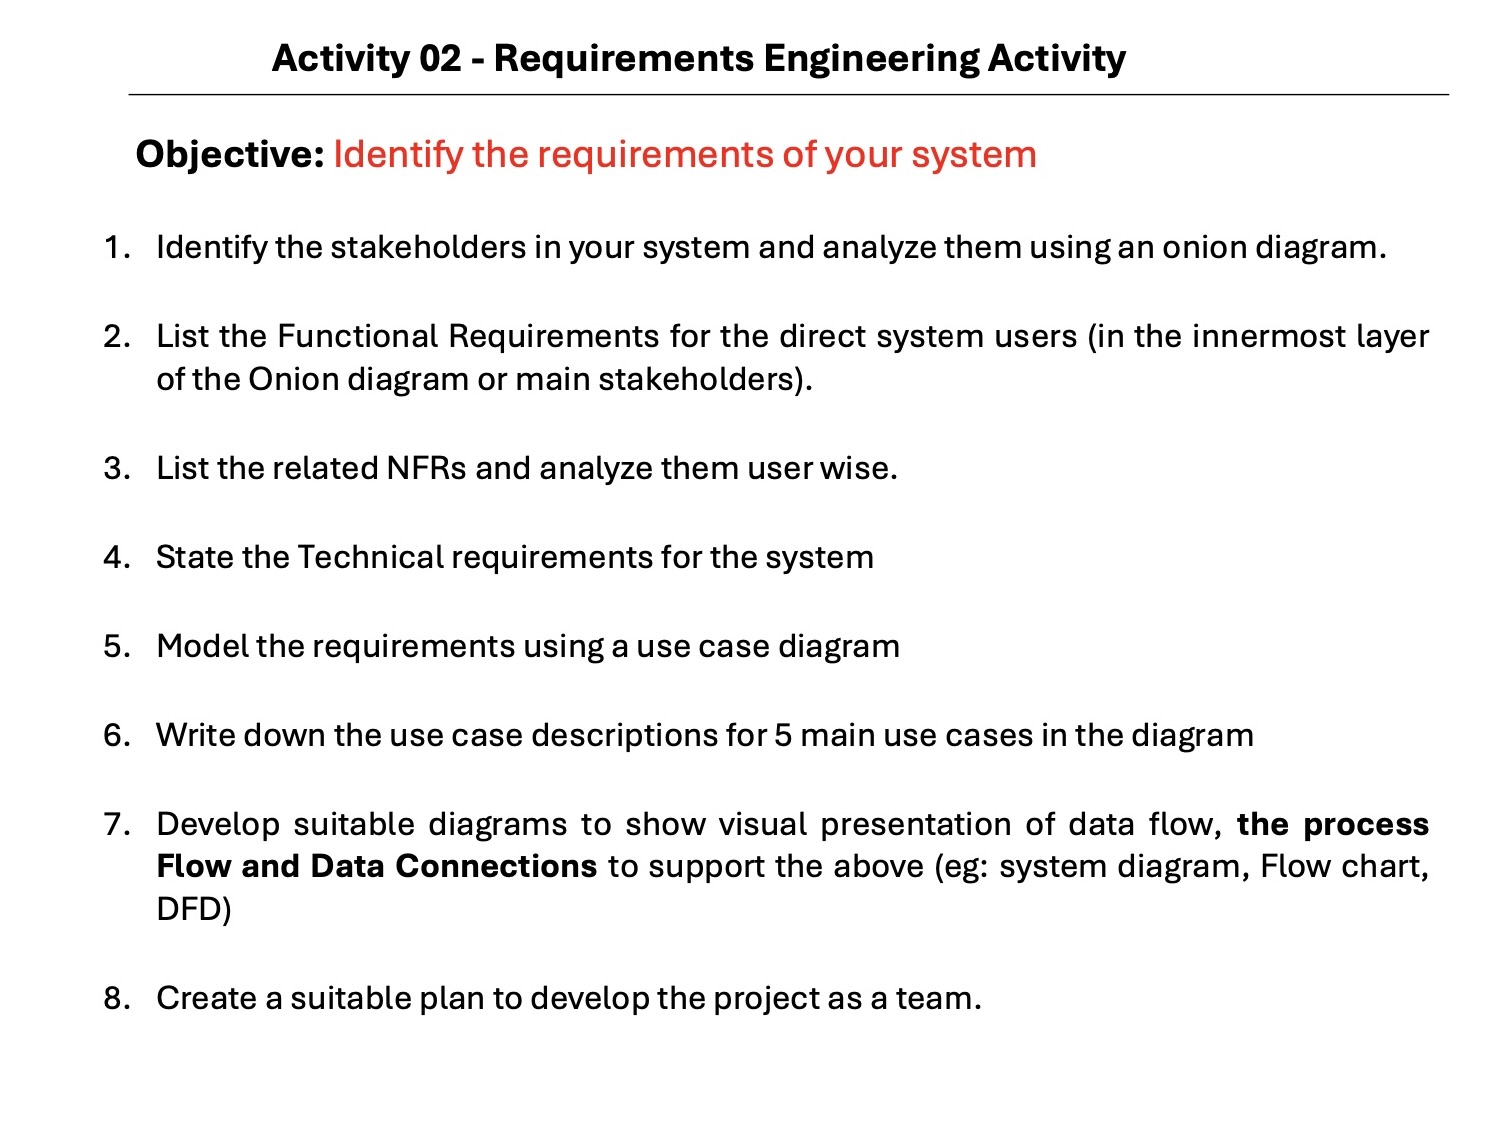 Activity 02 - Requirements Engineering Activity
Objective: Identify the requirements of your system
1. Identify the stakeholders in your system and analyze them using an onion diagram.
2. List the Functional Requirements for the direct system users (in the innermost layer
of the Onion diagram or main stakeholders).
3. List the related NFRs and analyze them user wise.
4. State the Technical requirements for the system
5. Model the requirements using a use case diagram
6. Write down the use case descriptions for 5 main use cases in the diagram
7. Develop suitable diagrams to show visual presentation of data flow, the process
Flow and Data Connections to support the above (eg: system diagram, Flow chart,
DFD)
8. Create a suitable plan to develop the project as a team.